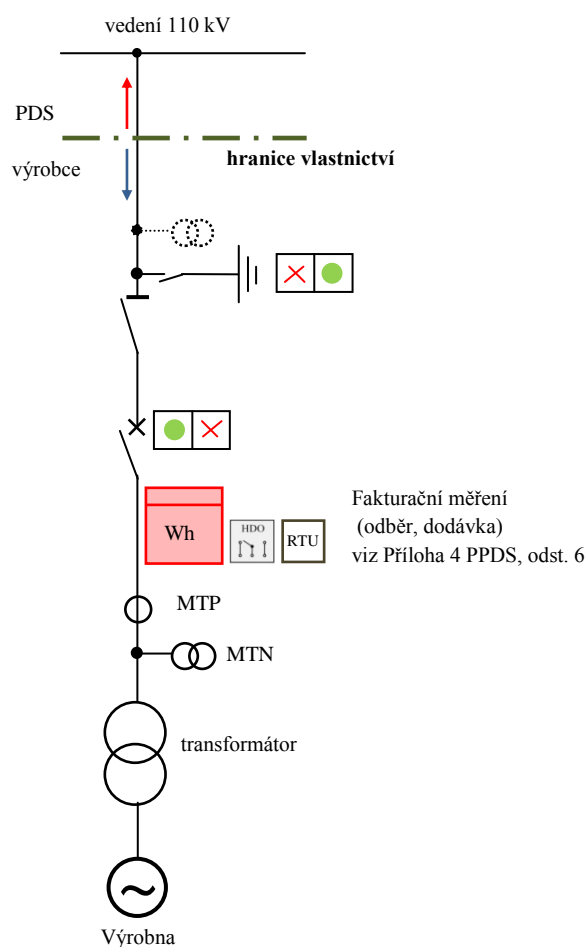 vedení 110 kV
PDS
hranice vlastnictví
výrobce
Fakturační měření
(odběr, dodávka)
viz Příloha 4 PPDS, odst. 6
Wh
HDO
RTU
MTP
MTN
transformátor
Výrobna